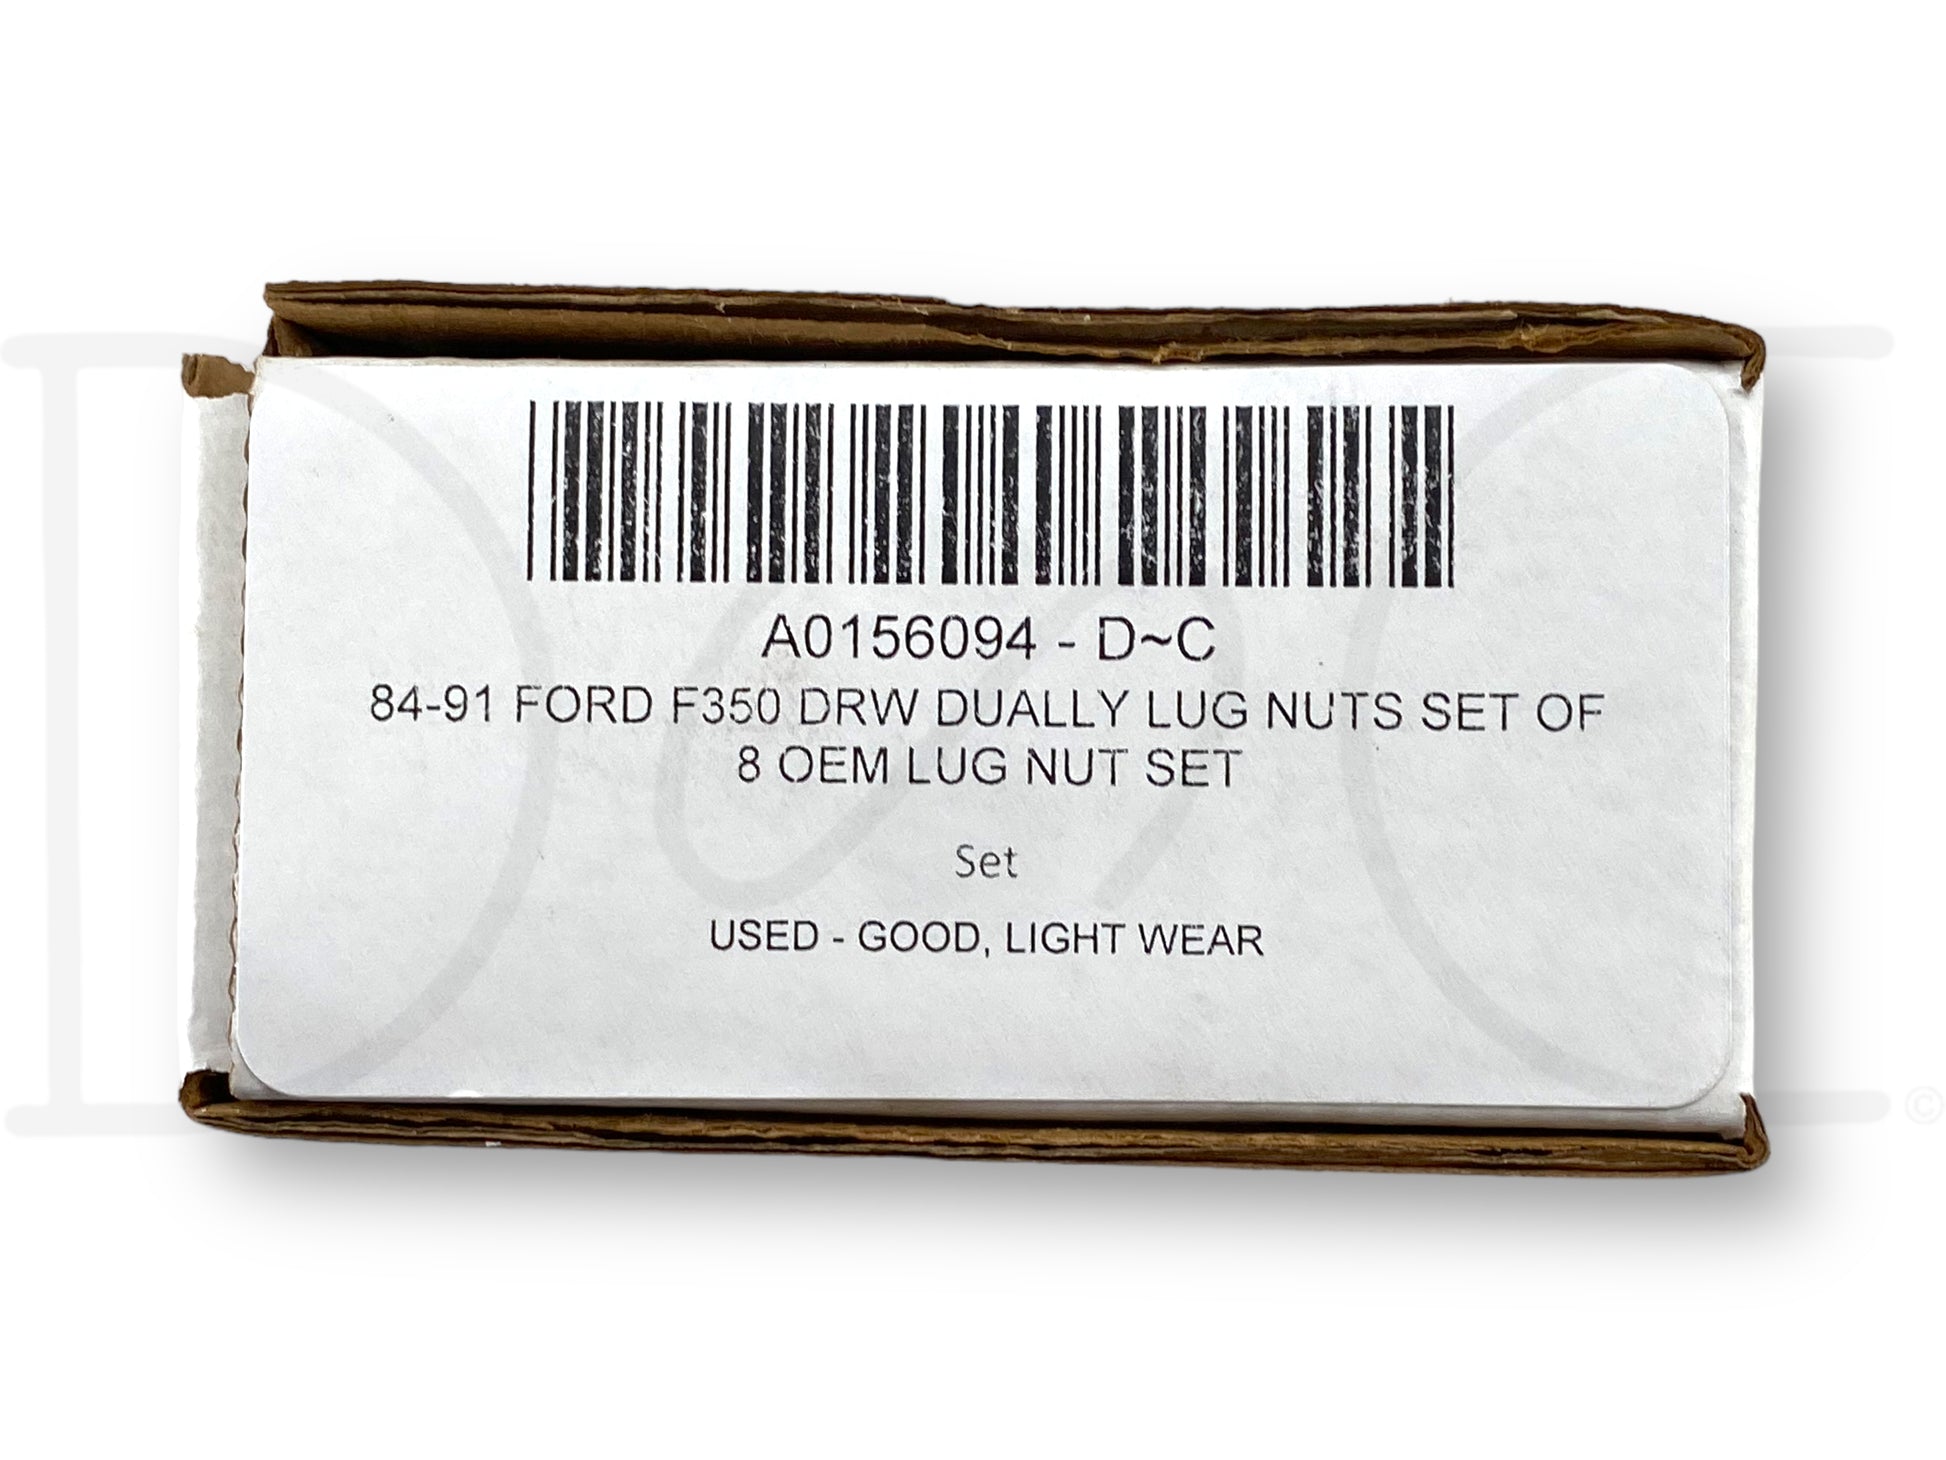 A0156094 - D~C
84-91 FORD F350 DRW DUALLY LUG NUTS SET OF
8 OEM LUG NUT SET
Set
USED - GOOD, LIGHT WEAR
©